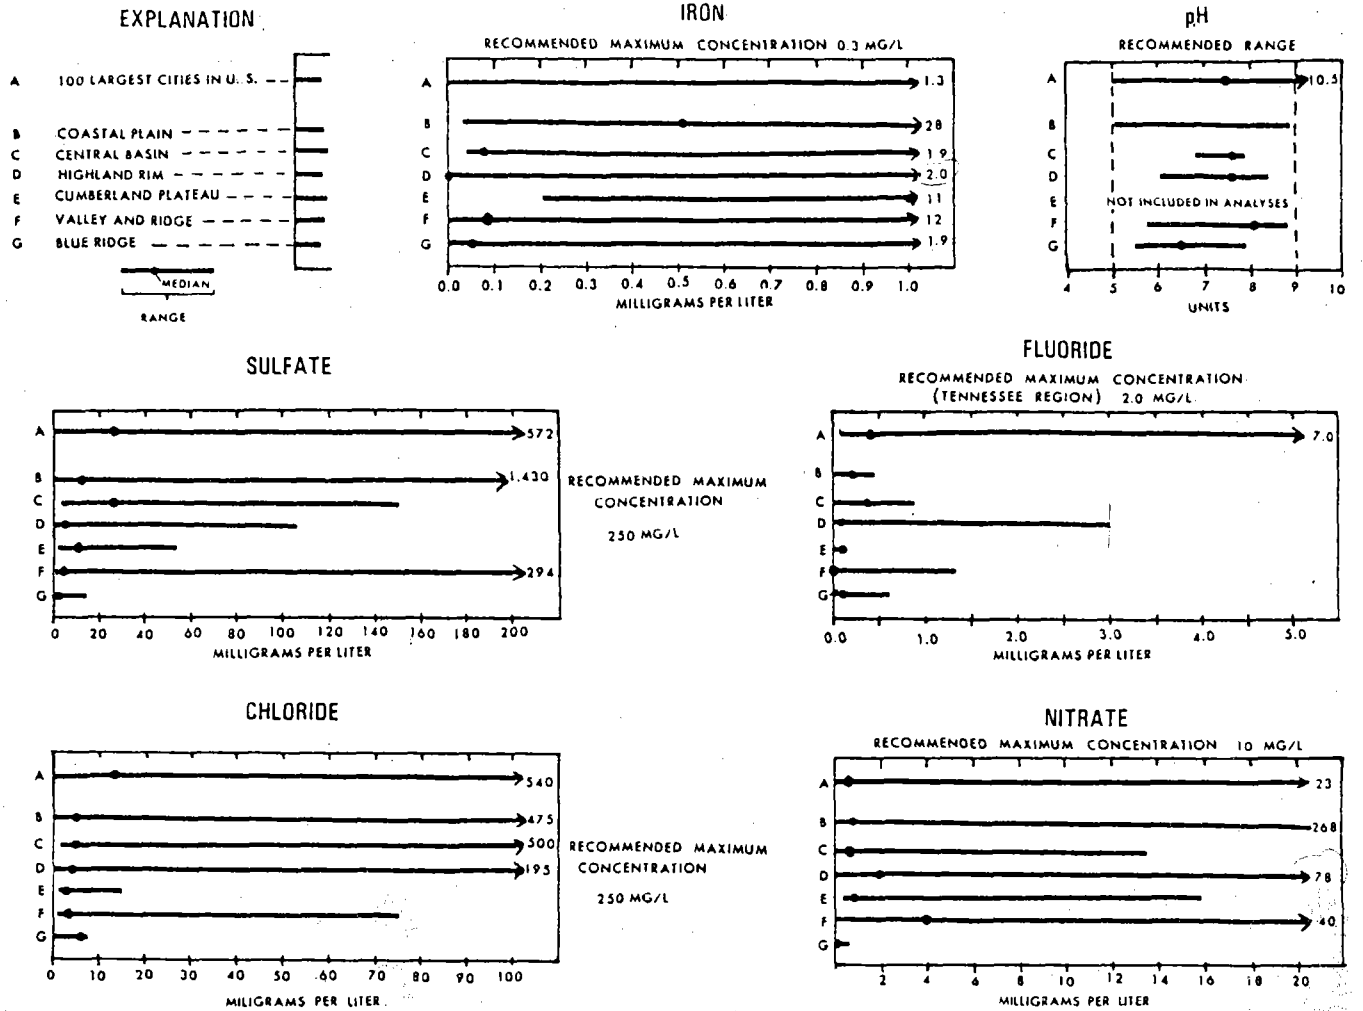 EXPLANATION
A 100 LARGEST CITIES IN U.S.
B COASTAL PLAIN
C CENTRAL BASIN
D HIGHLAND RIM
E CUMBERLAND PLATEAU
F VALLEY AND RIDGE
G BLUE RIDGE
MEDIAN
RANGE
IRON
RECOMMENDED MAXIMUM CONCENTRATION 0.3 MG/L
A 1.3
B 28
C 1.9
D 2.0
E 11
F 12
G 1.9
0.0 0.1 0.2 0.3 0.4 0.5 0.6 0.7 0.8 0.9 1.0
MILLIGRAMS PER LITER
pH
RECOMMENDED RANGE
A 10.5
B
C
D
E NOT INCLUDED IN ANALYSES
F
G
4 5 6 7 8 9 10
UNITS
SULFATE
A 572
B 1,430
C
D
E
F 294
G
0 20 40 60 80 100 120 140 160 180 200
MILLIGRAMS PER LITER
RECOMMENDED MAXIMUM
CONCENTRATION
250 MG/L
FLUORIDE
RECOMMENDED MAXIMUM CONCENTRATION
(TENNESSEE REGION) 2.0 MG/L
A 7.0
B
C
D
E
F
G
0.0 1.0 2.0 3.0 4.0 5.0
MILLIGRAMS PER LITER
CHLORIDE
A 540
B 475
C 500
D 195
E
F
G
0 10 20 30 40 50 60 70 80 90 100
MILIGRAMS PER LITER
RECOMMENDED MAXIMUM
CONCENTRATION
250 MG/L
NITRATE
RECOMMENDED MAXIMUM CONCENTRATION 10 MG/L
A 23
B 268
C
D 78
E
F 40
G
2 4 6 8 10 12 14 16 18 20
MILLIGRAMS PER LITER